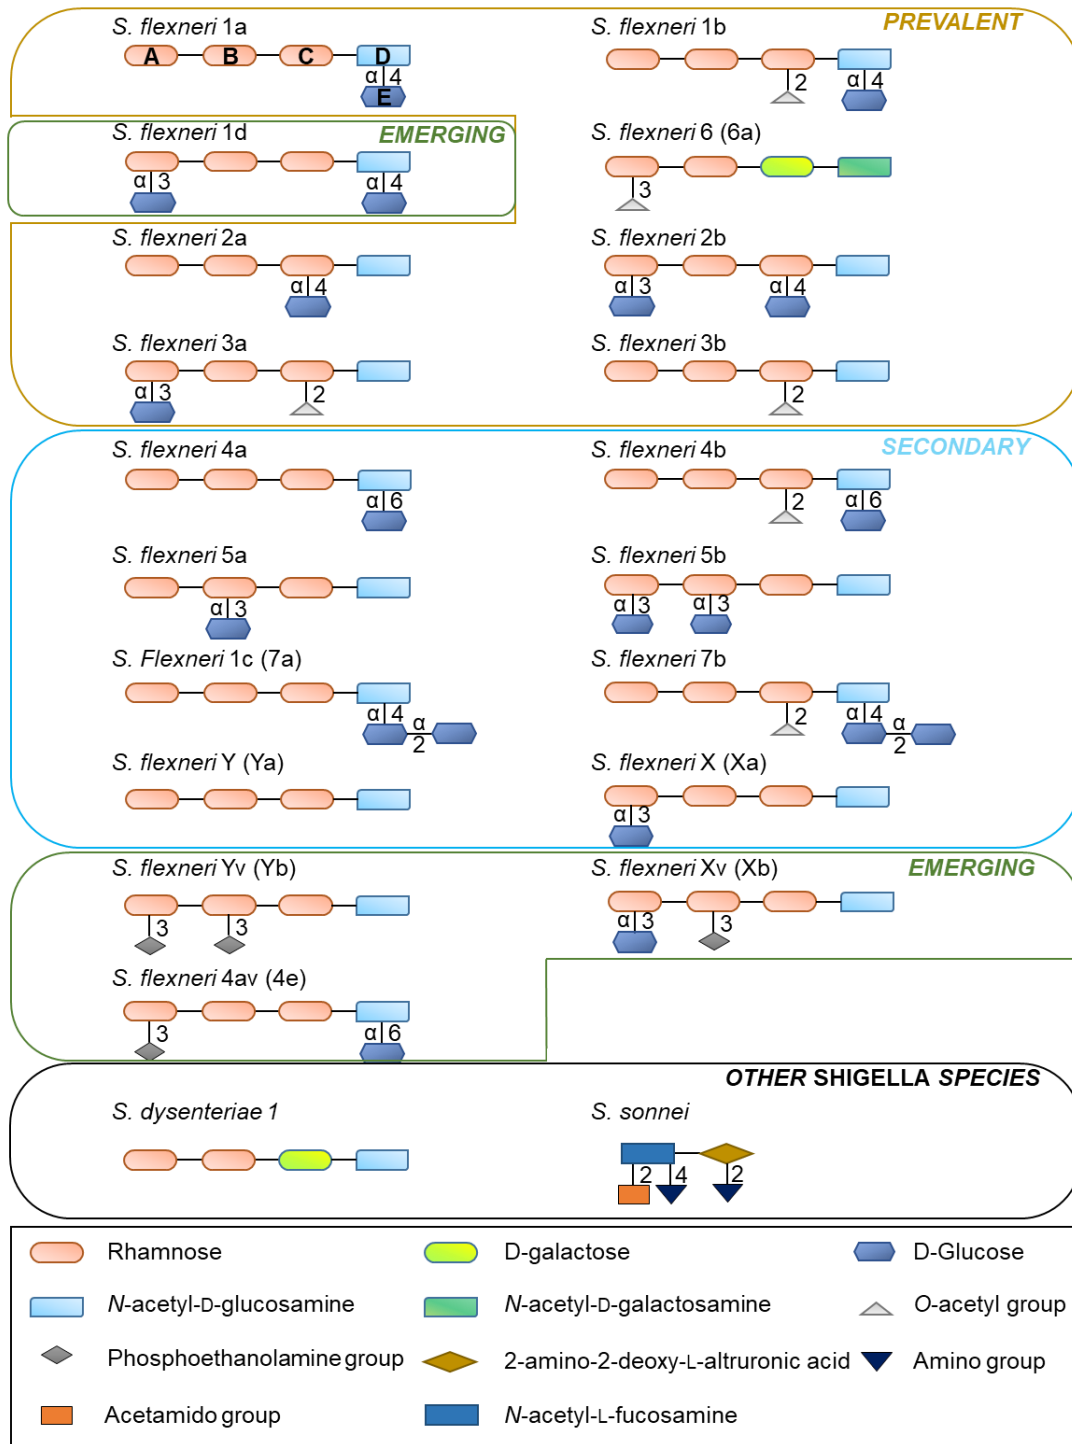 S. flexneri 1a
S. flexneri 1b
PREVALENT
A B C D
α 4
E
2
α 4
S. flexneri 1d
EMERGING
S. flexneri 6 (6a)
α 3
α 4
3
S. flexneri 2a
S. flexneri 2b
α 4
α 3
α 4
S. flexneri 3a
S. flexneri 3b
α 3
2
2
S. flexneri 4a
S. flexneri 4b
SECONDARY
α 6
2
α 6
S. flexneri 5a
S. flexneri 5b
α 3
α 3
α 3
S. Flexneri 1c (7a)
S. flexneri 7b
α 4
α
2
2
α 4
α
2
S. flexneri Y (Ya)
S. flexneri X (Xa)
α 3
S. flexneri Yv (Yb)
S. flexneri Xv (Xb)
EMERGING
3
3
α 3
3
S. flexneri 4av (4e)
3
α 6
OTHER SHIGELLA SPECIES
S. dysenteriae 1
S. sonnei
2
4
2
Rhamnose
D-galactose
D-Glucose
N-acetyl-D-glucosamine
N-acetyl-D-galactosamine
O-acetyl group
Phosphoethanolamine group
2-amino-2-deoxy-L-altruronic acid
Amino group
Acetamido group
N-acetyl-L-fucosamine